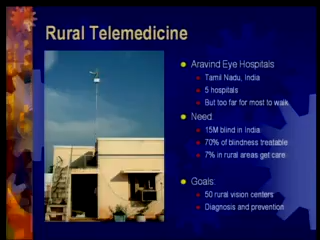 Rural Telemedicine
Aravind Eye Hospitals
Tamil Nadu, India
5 hospitals
But too far for most to walk
Need:
15M blind in India
70% of blindness treatable
7% in rural areas get care
Goals:
50 rural vision centers
Diagnosis and prevention